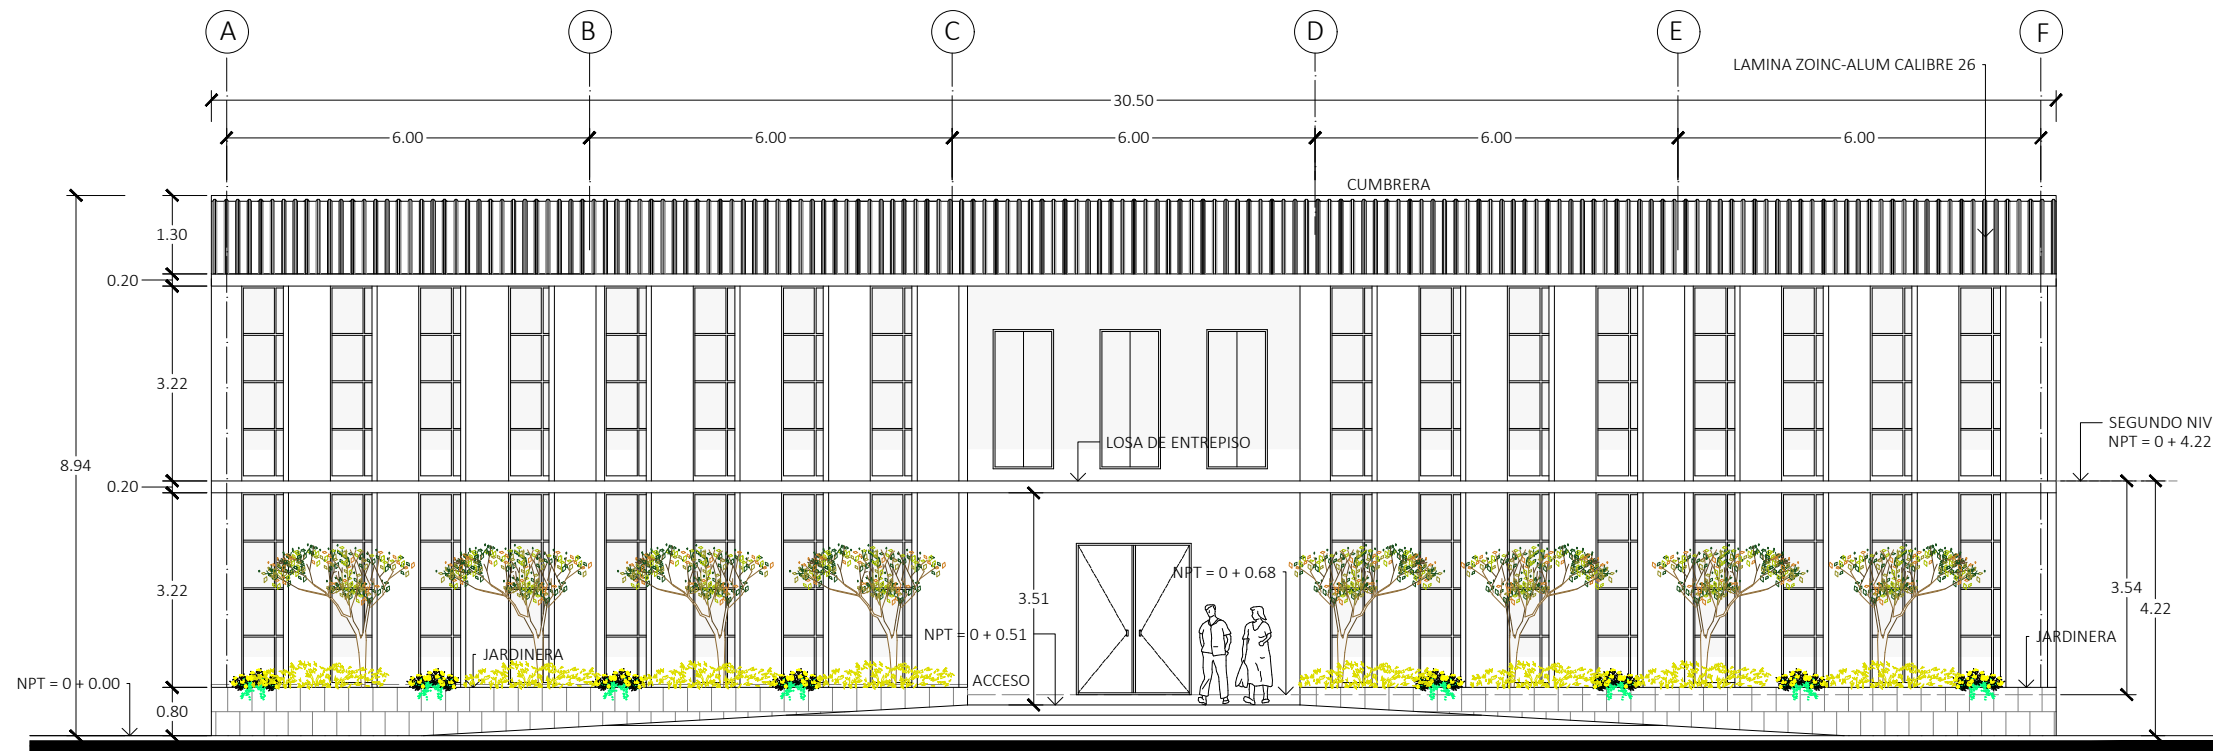 A B C D E F
LAMINA ZOINC-ALUM CALIBRE 26
30.50
6.00 6.00 6.00 6.00 6.00
CUMBRERA
1.30
0.20
3.22
LOSA DE ENTREPISO
SEGUNDO NIV
NPT = 0 + 4.22
8.94
0.20
NPT = 0 + 0.68
3.22
3.51
3.54
4.22
NPT = 0 + 0.51
JARDINERA
JARDINERA
ACCESO
NPT = 0 + 0.00
0.80